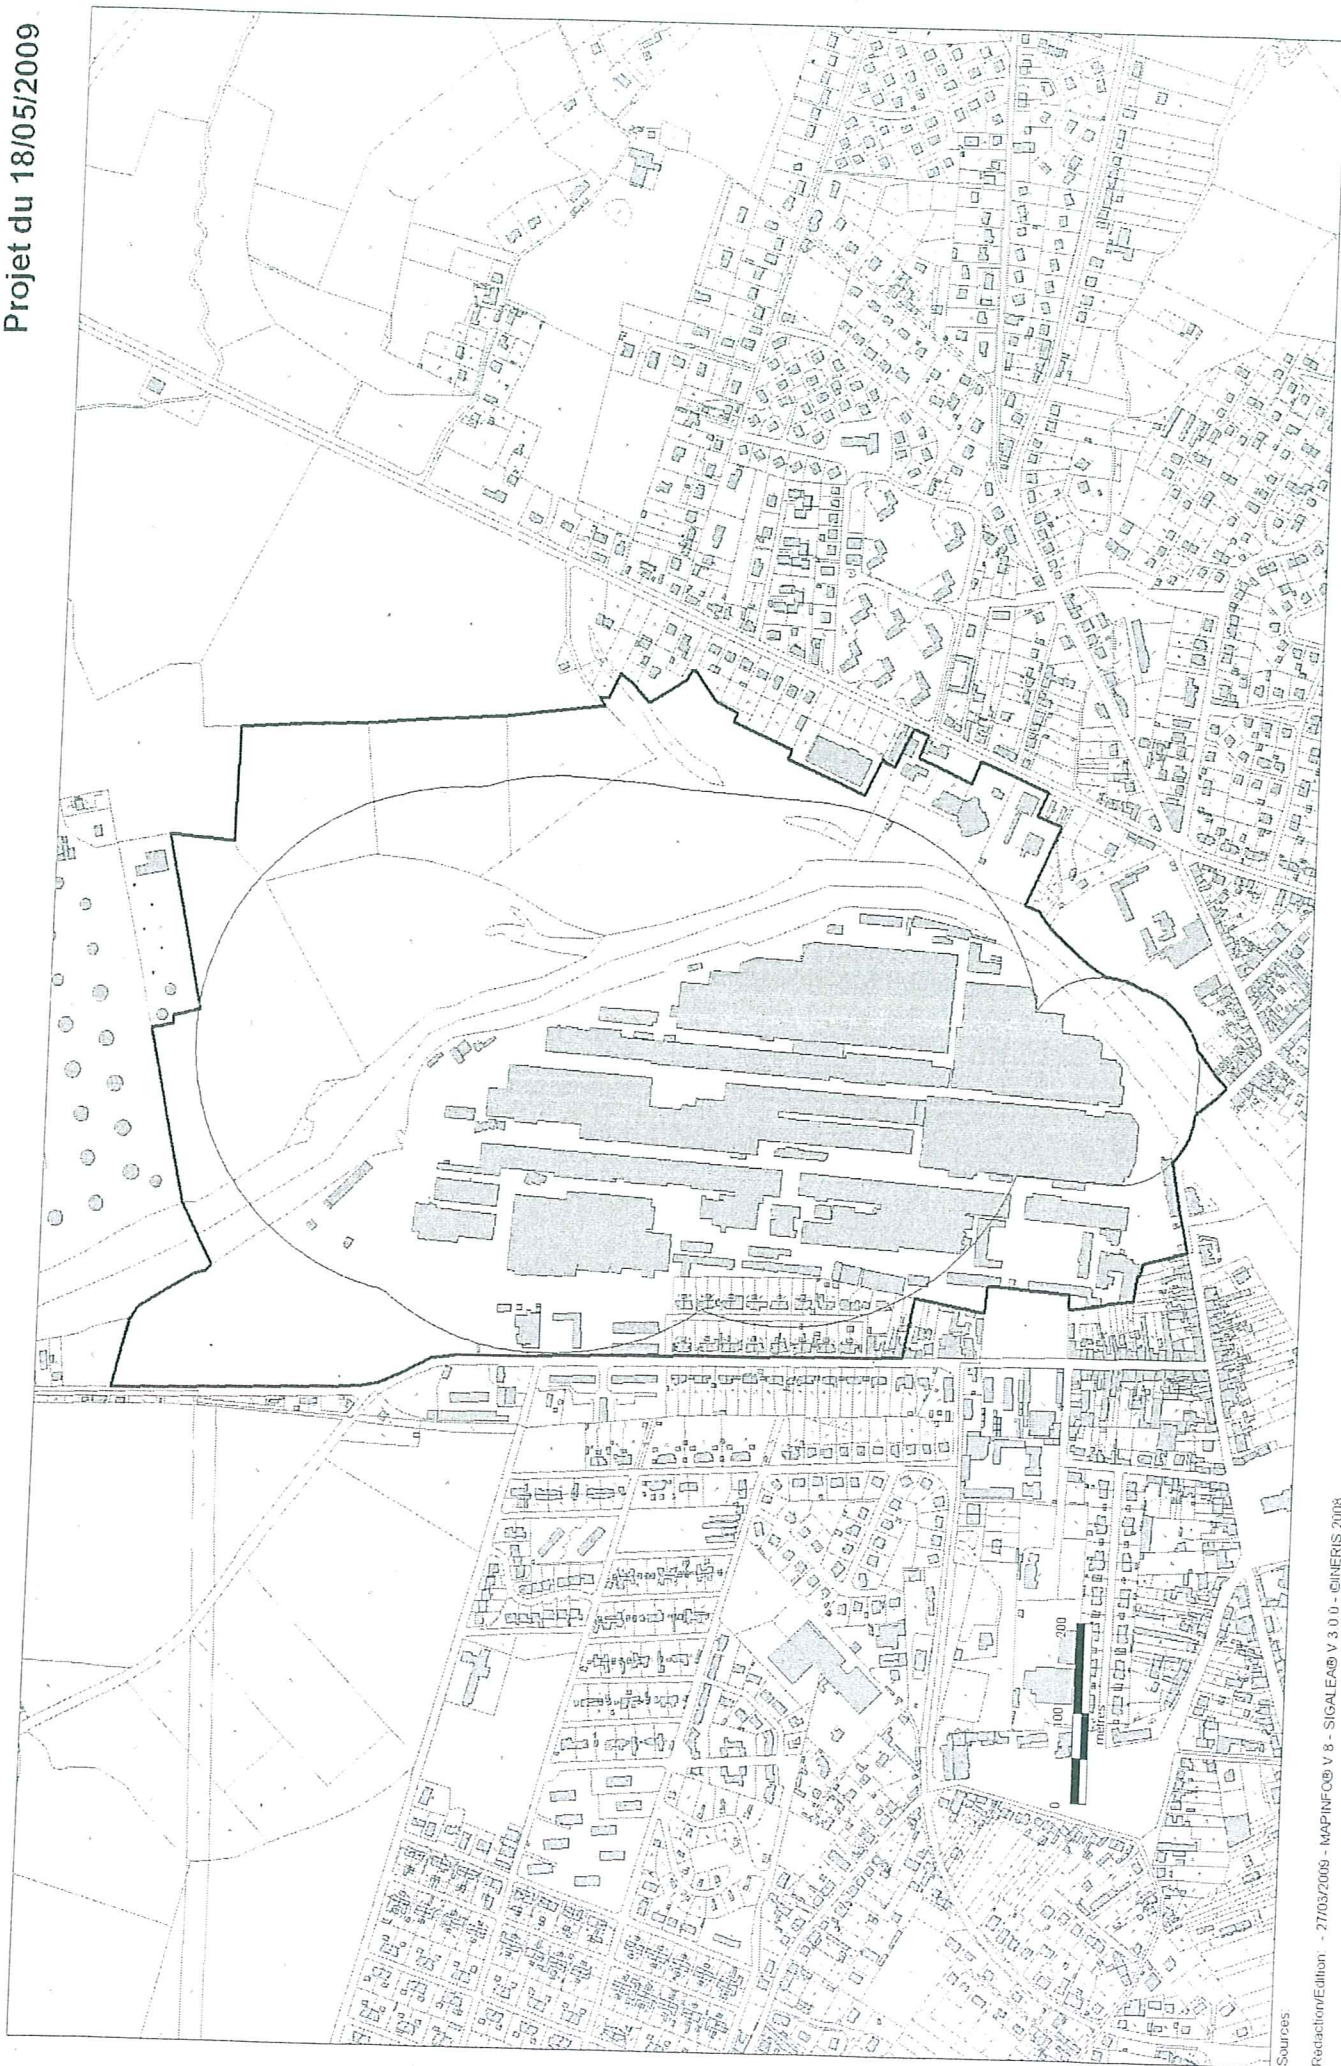 Projet du 18/05/2009
0 100 200
mètres
Sources
Rédaction/Edition : - 27/03/2009 - MAPINFO® V 8 - SIGALEA® V 3.0.0 - ©INERIS 2008